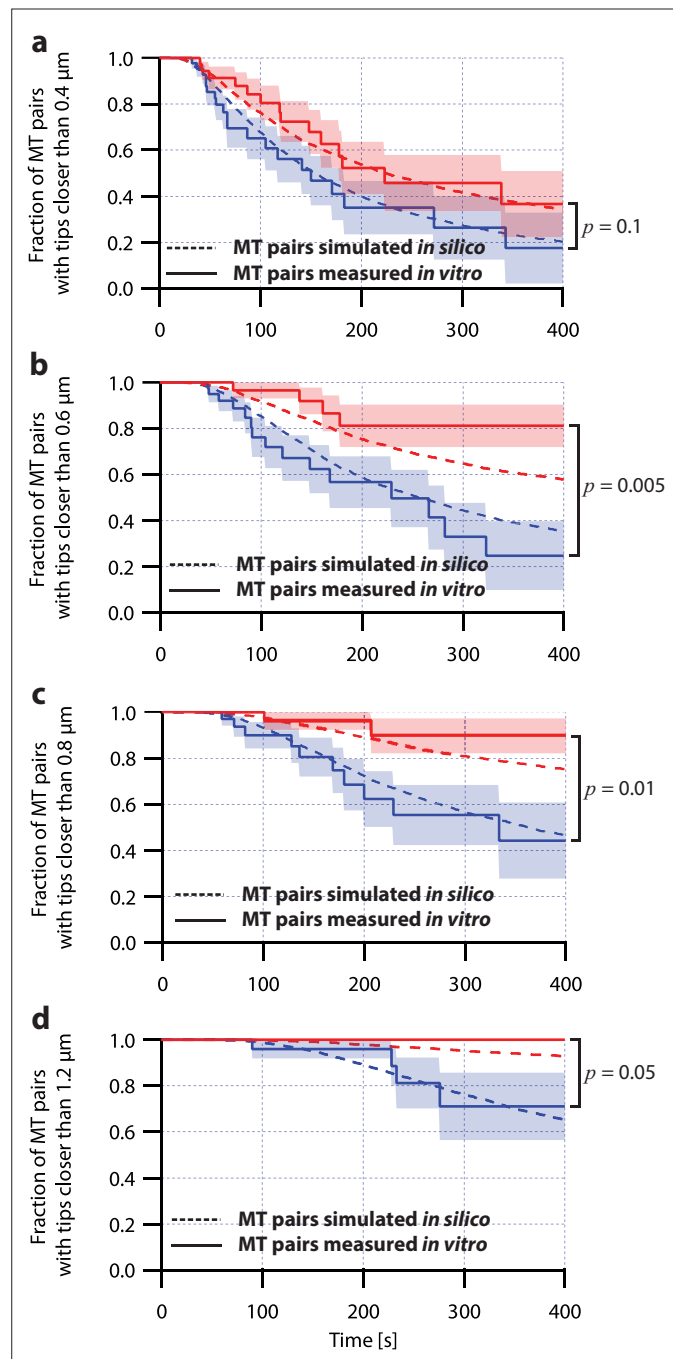 a
Fraction of MT pairs
with tips closer than 0.4 μm
1.0
0.8
0.6
0.4
0.2
0.0
MT pairs simulated in silico
MT pairs measured in vitro
p = 0.1
0 100 200 300 400
b
Fraction of MT pairs
with tips closer than 0.6 μm
1.0
0.8
0.6
0.4
0.2
0.0
MT pairs simulated in silico
MT pairs measured in vitro
p = 0.005
0 100 200 300 400
c
Fraction of MT pairs
with tips closer than 0.8 μm
1.0
0.8
0.6
0.4
0.2
0.0
MT pairs simulated in silico
MT pairs measured in vitro
p = 0.01
0 100 200 300 400
d
Fraction of MT pairs
with tips closer than 1.2 μm
1.0
0.8
0.6
0.4
0.2
0.0
MT pairs simulated in silico
MT pairs measured in vitro
p = 0.05
0 100 200 300 400
Time [s]